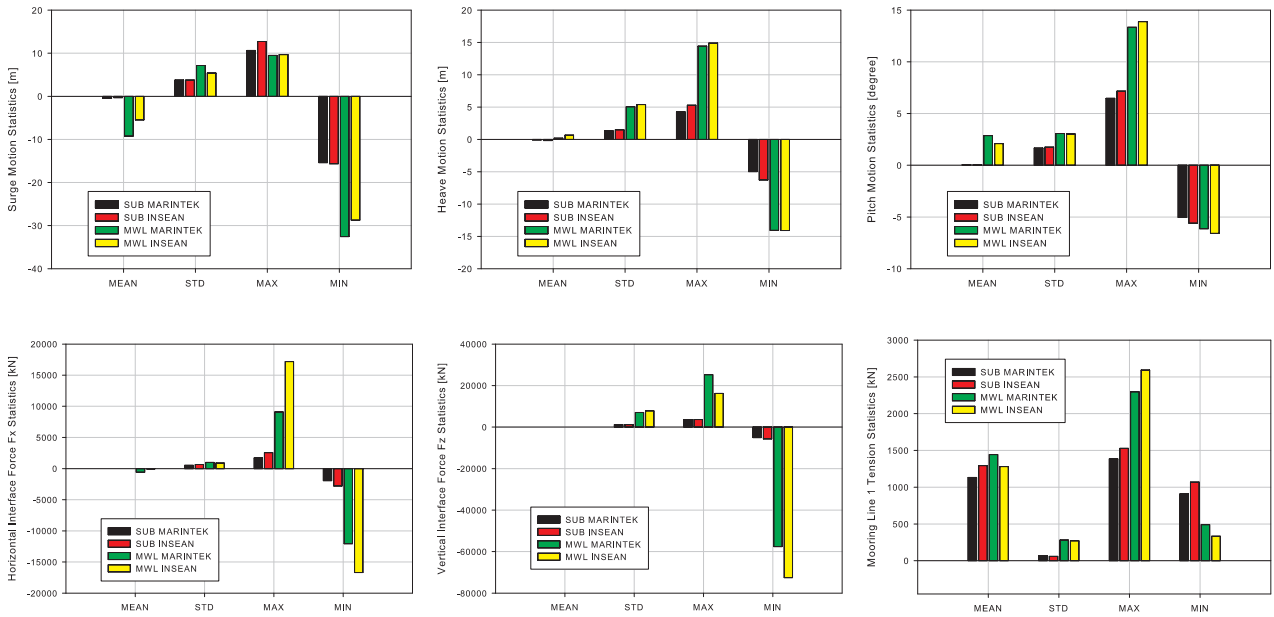 Surge Motion Statistics [m]
20
10
0
-10
-20
-30
-40
SUB MARINTEK
SUB INSEAN
MWL MARINTEK
MWL INSEAN
MEAN STD MAX MIN
Heave Motion Statistics [m]
20
15
10
5
0
-5
-10
-15
-20
SUB MARINTEK
SUB INSEAN
MWL MARINTEK
MWL INSEAN
MEAN STD MAX MIN
Pitch Motion Statistics [degree]
15
10
5
0
-5
-10
SUB MARINTEK
SUB INSEAN
MWL MARINTEK
MWL INSEAN
MEAN STD MAX MIN
Horizontal Interface Force Fx Statistics [kN]
20000
15000
10000
5000
0
-5000
-10000
-15000
-20000
SUB MARINTEK
SUB INSEAN
MWL MARINTEK
MWL INSEAN
MEAN STD MAX MIN
Vertical Interface Force Fz Statistics [kN]
40000
20000
0
-20000
-40000
-60000
-80000
SUB MARINTEK
SUB INSEAN
MWL MARINTEK
MWL INSEAN
MEAN STD MAX MIN
Mooring Line 1 Tension Statistics [kN]
3000
2500
2000
1500
1000
500
0
SUB MARINTEK
SUB INSEAN
MWL MARINTEK
MWL INSEAN
MEAN STD MAX MIN